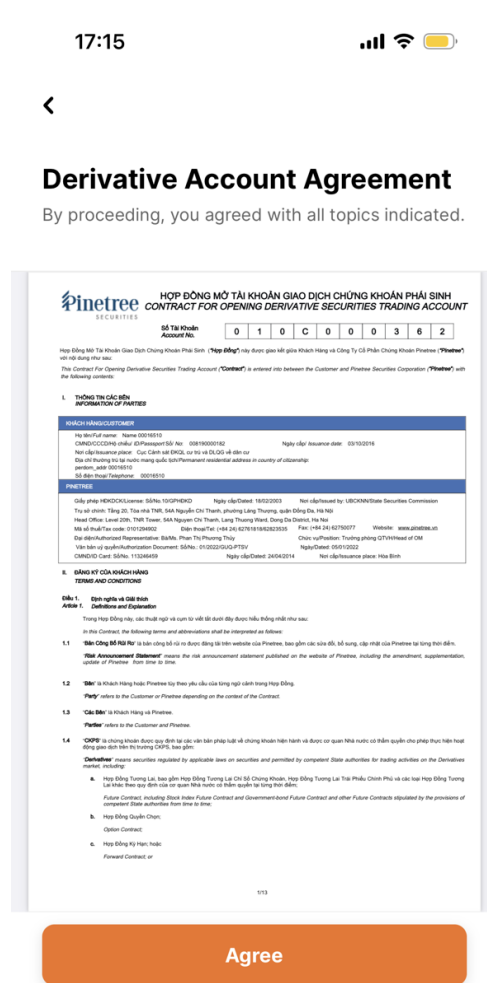 17:15
Derivative Account Agreement
By proceeding, you agreed with all topics indicated.
Pinetree
SECURITIES
HỢP ĐỒNG MỞ TÀI KHOẢN GIAO DỊCH CHỨNG KHOÁN PHÁI SINH
CONTRACT FOR OPENING DERIVATIVE SECURITIES TRADING ACCOUNT
Số Tài Khoản
Account No.
0 1 0 C 0 0 0 3 6 2
Hợp Đồng Mở Tài Khoản Giao Dịch Chứng Khoán Phái Sinh ("Hợp Đồng") này được giao kết giữa Khách Hàng và Công Ty Cổ Phần Chứng Khoán Pinetree ("Pinetree")
với nội dung như sau:
This Contract For Opening Derivative Securities Trading Account ("Contract") is entered into between the Customer and Pinetree Securities Corporation ("Pinetree") with
the following contents:
I. THÔNG TIN CÁC BÊN
INFORMATION OF PARTIES
KHÁCH HÀNG/CUSTOMER
Họ tên/Full name: Name 00016510
CMND/CCCD/Hộ chiếu/ ID/Passport Số/ No: 008190000182 Ngày cấp/ Issuance date: 03/10/2016
Nơi cấp/Issuance place: Cục Cảnh sát ĐKQL cư trú và DLQG về dân cư
Địa chỉ thường trú tại nước mang quốc tịch/Permanent residential address in country of citizenship:
perdom_addr 00016510
Số điện thoại/Telephone: 00016510
PINETREE
Giấy phép HĐKDCK/License: Số/No.10/GPHĐKD Ngày cấp/Dated: 18/02/2003 Nơi cấp/Issued by: UBCKNN/State Securities Commission
Trụ sở chính: Tầng 20, Tòa nhà TNR, 54A Nguyễn Chí Thanh, phường Láng Thượng, quận Đống Đa, Hà Nội
Head Office: Level 20th, TNR Tower, 54A Nguyen Chi Thanh, Lang Thuong Ward, Dong Da District, Ha Noi
Mã số thuế/Tax code: 0101294902 Điện thoại/Tel: (+84 24) 62761818/62823535 Fax: (+84 24) 62750077 Website: www.pinetree.vn
Đại diện/Authorized Representative: Bà/Ms. Phan Thị Phương Thúy Chức vụ/Position: Trưởng phòng QTVH/Head of OM
Văn bản uỷ quyền/Authorization Document: Số/No.: 01/2022/GUQ-PTSV Ngày/Dated: 05/01/2022
CMND/ID Card: Số/No. 113246459 Ngày cấp/Dated: 24/04/2014 Nơi cấp/Issuance place: Hòa Bình
II. ĐĂNG KÝ CỦA KHÁCH HÀNG
TERMS AND CONDITIONS
Điều 1. Định nghĩa và Giải thích
Article 1. Definitions and Explanation
Trong Hợp Đồng này, các thuật ngữ và cụm từ viết tắt dưới đây được hiểu thống nhất như sau:
In this Contract, the following terms and abbreviations shall be interpreted as follows:
1.1 "Bản Công Bố Rủi Ro" là bản công bố rủi ro được đăng tải trên website của Pinetree, bao gồm các sửa đổi, bổ sung, cập nhật của Pinetree tại từng thời điểm.
"Risk Announcement Statement" means the risk announcement statement published on the website of Pinetree, including the amendment, supplementation,
update of Pinetree from time to time.
1.2 "Bên" là Khách Hàng hoặc Pinetree tùy theo yêu cầu của từng ngữ cảnh trong Hợp Đồng.
"Party" refers to the Customer or Pinetree depending on the context of the Contract.
1.3 "Các Bên" là Khách Hàng và Pinetree.
"Parties" refers to the Customer and Pinetree.
1.4 "CKPS" là chứng khoán được quy định tại các văn bản pháp luật về chứng khoán hiện hành và được cơ quan Nhà nước có thẩm quyền cho phép thực hiện hoạt
động giao dịch trên thị trường CKPS, bao gồm:
"Derivatives" means securities regulated by applicable laws on securities and permitted by competent State authorities for trading activities on the Derivatives
market, including:
a. Hợp Đồng Tương Lai, bao gồm Hợp Đồng Tương Lai Chỉ Số Chứng Khoán, Hợp Đồng Tương Lai Trái Phiếu Chính Phủ và các loại Hợp Đồng Tương
Lai khác theo quy định của cơ quan Nhà nước có thẩm quyền tại từng thời điểm;
Future Contract, including Stock Index Future Contract and Government-bond Future Contract and other Future Contracts stipulated by the provisions of
competent State authorities from time to time;
b. Hợp Đồng Quyền Chọn;
Option Contract;
c. Hợp Đồng Kỳ Hạn; hoặc
Forward Contract; or
1/13
Agree